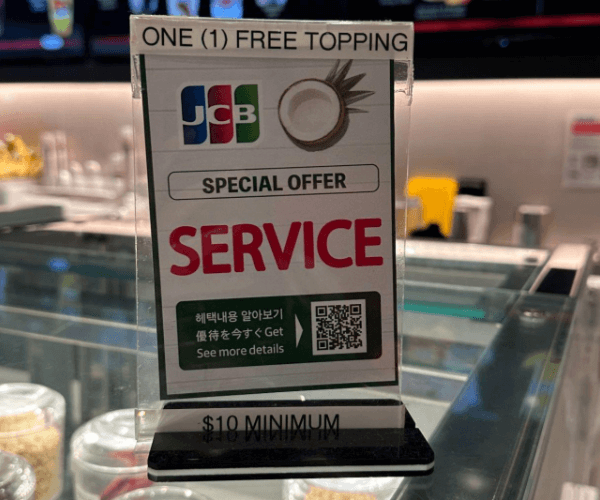 ONE (1) FREE TOPPING
JCB
SPECIAL OFFER
SERVICE
혜택내용 알아보기
優待を今すぐ Get
See more details
$10 MINIMUM